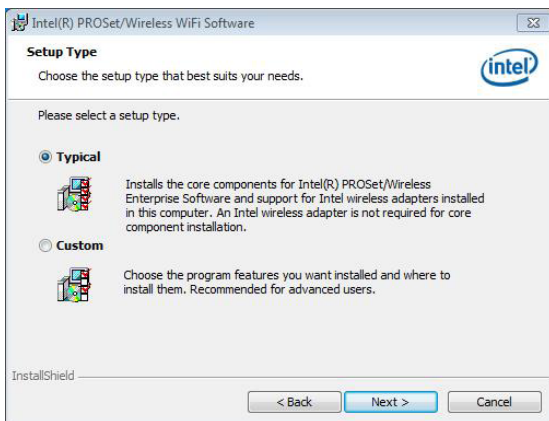 Intel(R) PROSet/Wireless WiFi Software
Setup Type
Choose the setup type that best suits your needs.
intel
Please select a setup type.
Typical
Installs the core components for Intel(R) PROSet/Wireless
Enterprise Software and support for Intel wireless adapters installed
in this computer. An Intel wireless adapter is not required for core
component installation.
Custom
Choose the program features you want installed and where to
install them. Recommended for advanced users.
InstallShield
< Back Next > Cancel